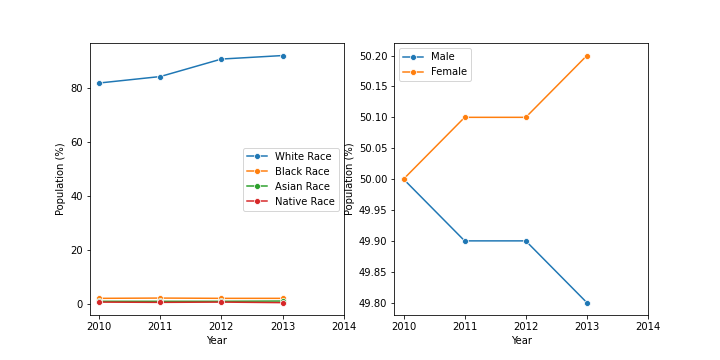 80
60
40
20
0
Population (%)
2010 2011 2012 2013 2014
Year
White Race
Black Race
Asian Race
Native Race
50.20
50.15
50.10
50.05
50.00
49.95
49.90
49.85
49.80
Population (%)
2010 2011 2012 2013 2014
Year
Male
Female